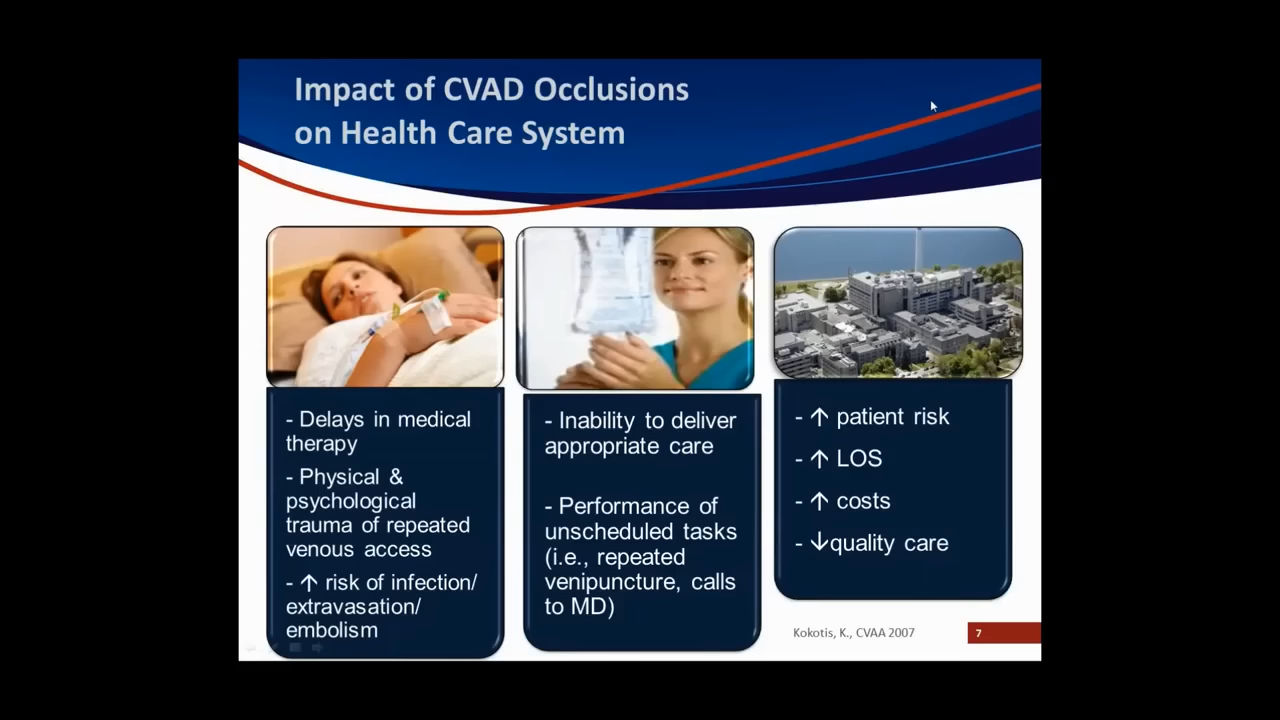 Impact of CVAD Occlusions
on Health Care System
- Delays in medical
therapy
- Physical &
psychological
trauma of repeated
venous access
- ↑ risk of infection/
extravasation/
embolism
- Inability to deliver
appropriate care
- Performance of
unscheduled tasks
(i.e., repeated
venipuncture, calls
to MD)
- ↑ patient risk
- ↑ LOS
- ↑ costs
- ↓quality care
Kokotis, K., CVAA 2007
7